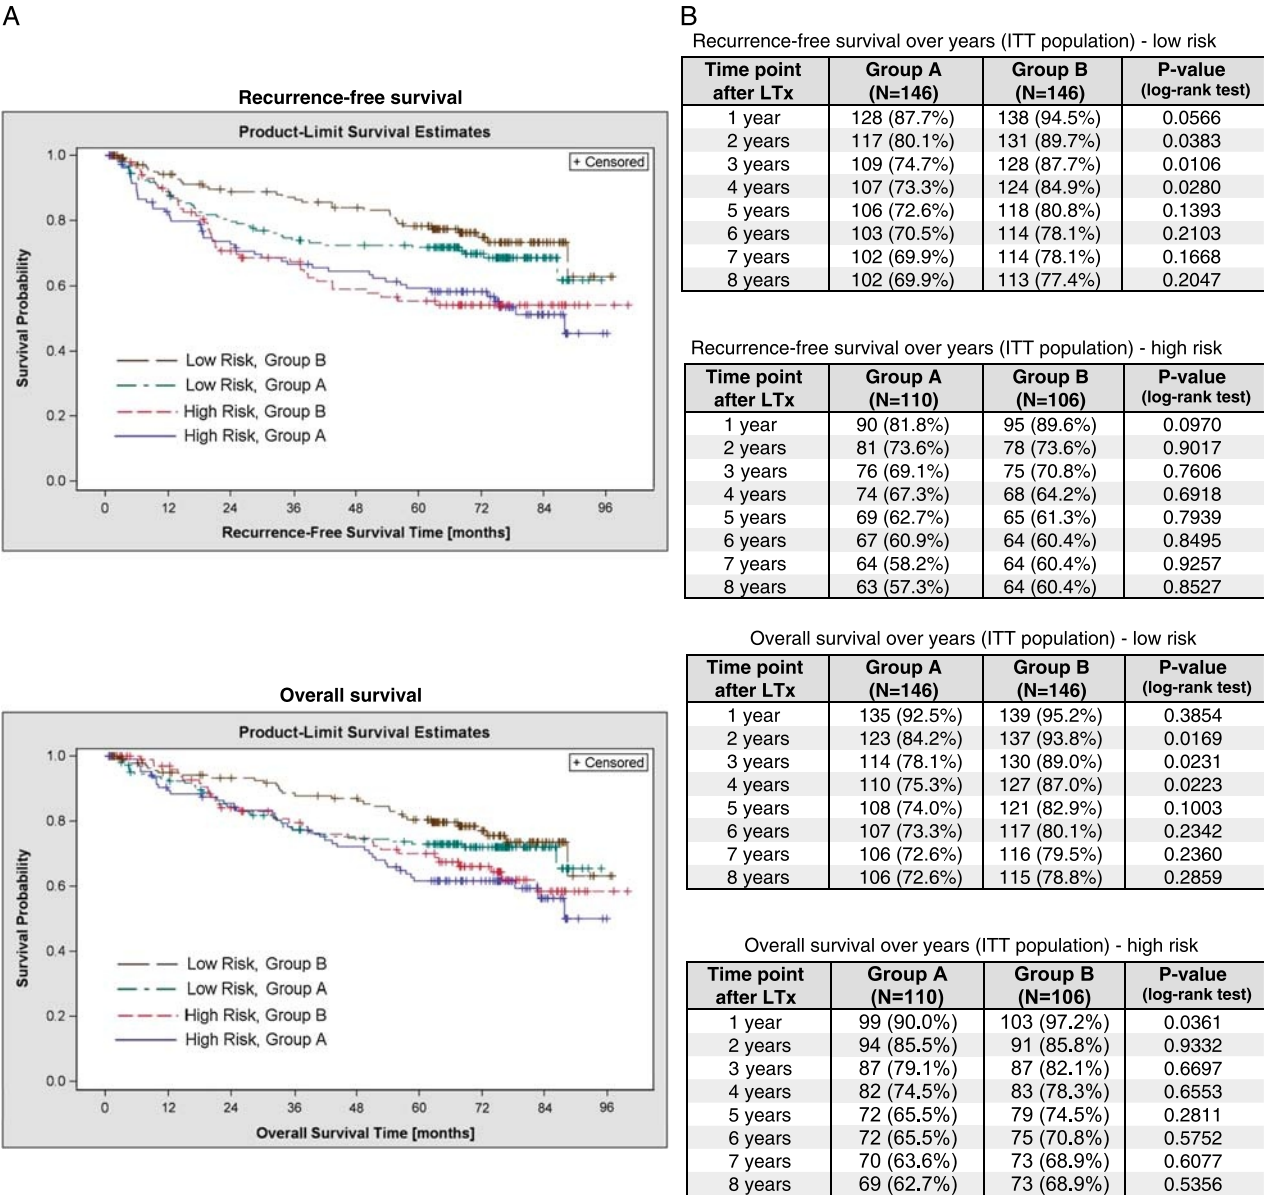 A
Recurrence-free survival
Product-Limit Survival Estimates
+ Censored
1.0
0.8
0.6
0.4
0.2
0.0
Survival Probability
Low Risk, Group B
Low Risk, Group A
High Risk, Group B
High Risk, Group A
0 12 24 36 48 60 72 84 96
Recurrence-Free Survival Time [months]
Overall survival
Product-Limit Survival Estimates
+ Censored
1.0
0.8
0.6
0.4
0.2
0.0
Survival Probability
Low Risk, Group B
Low Risk, Group A
High Risk, Group B
High Risk, Group A
0 12 24 36 48 60 72 84 96
Overall Survival Time [months]
B
Recurrence-free survival over years (ITT population) - low risk
Time point Group A Group B P-value
after LTx (N=146) (N=146) (log-rank test)
1 year 128 (87.7%) 138 (94.5%) 0.0566
2 years 117 (80.1%) 131 (89.7%) 0.0383
3 years 109 (74.7%) 128 (87.7%) 0.0106
4 years 107 (73.3%) 124 (84.9%) 0.0280
5 years 106 (72.6%) 118 (80.8%) 0.1393
6 years 103 (70.5%) 114 (78.1%) 0.2103
7 years 102 (69.9%) 114 (78.1%) 0.1668
8 years 102 (69.9%) 113 (77.4%) 0.2047
Recurrence-free survival over years (ITT population) - high risk
Time point Group A Group B P-value
after LTx (N=110) (N=106) (log-rank test)
1 year 90 (81.8%) 95 (89.6%) 0.0970
2 years 81 (73.6%) 78 (73.6%) 0.9017
3 years 76 (69.1%) 75 (70.8%) 0.7606
4 years 74 (67.3%) 68 (64.2%) 0.6918
5 years 69 (62.7%) 65 (61.3%) 0.7939
6 years 67 (60.9%) 64 (60.4%) 0.8495
7 years 64 (58.2%) 64 (60.4%) 0.9257
8 years 63 (57.3%) 64 (60.4%) 0.8527
Overall survival over years (ITT population) - low risk
Time point Group A Group B P-value
after LTx (N=146) (N=146) (log-rank test)
1 year 135 (92.5%) 139 (95.2%) 0.3854
2 years 123 (84.2%) 137 (93.8%) 0.0169
3 years 114 (78.1%) 130 (89.0%) 0.0231
4 years 110 (75.3%) 127 (87.0%) 0.0223
5 years 108 (74.0%) 121 (82.9%) 0.1003
6 years 107 (73.3%) 117 (80.1%) 0.2342
7 years 106 (72.6%) 116 (79.5%) 0.2360
8 years 106 (72.6%) 115 (78.8%) 0.2859
Overall survival over years (ITT population) - high risk
Time point Group A Group B P-value
after LTx (N=110) (N=106) (log-rank test)
1 year 99 (90.0%) 103 (97.2%) 0.0361
2 years 94 (85.5%) 91 (85.8%) 0.9332
3 years 87 (79.1%) 87 (82.1%) 0.6697
4 years 82 (74.5%) 83 (78.3%) 0.6553
5 years 72 (65.5%) 79 (74.5%) 0.2811
6 years 72 (65.5%) 75 (70.8%) 0.5752
7 years 70 (63.6%) 73 (68.9%) 0.6077
8 years 69 (62.7%) 73 (68.9%) 0.5356